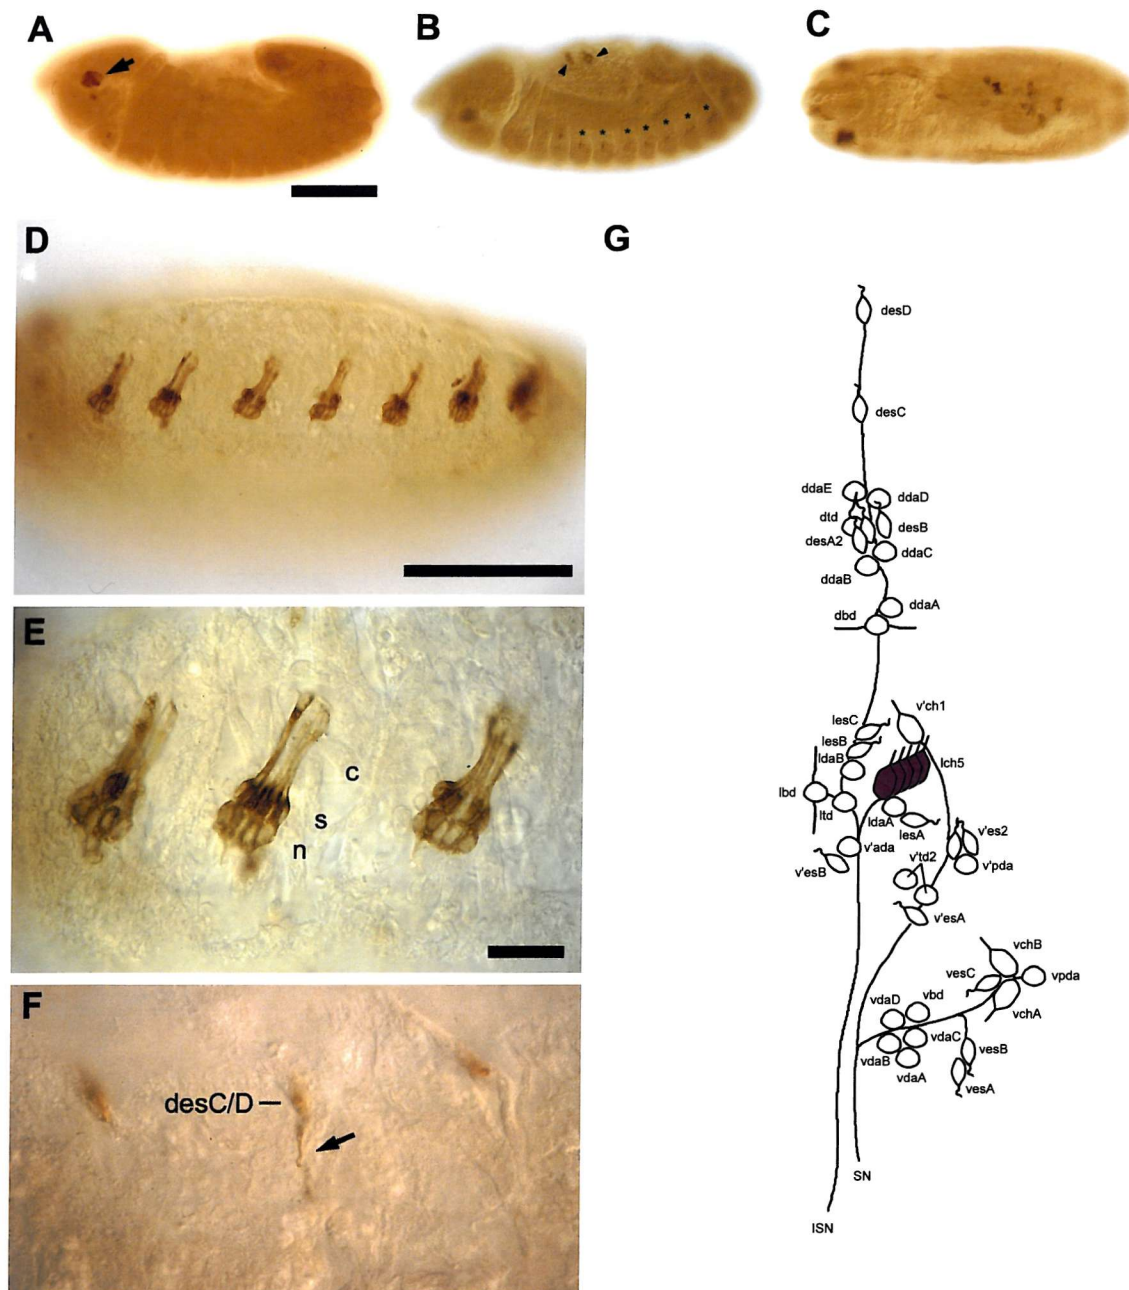 A
B
C
* * * * * * *
D
G
desD
desC
ddaE
ddaD
dtd
desB
desA2
ddaC
ddaB
ddaA
dbd
E
v'ch1
lesC
lesB
lch5
ldaB
lbd
ltd
ldaA
lesA
v'es2
v'ada
v'td2
v'pda
v'esB
v'esA
c
s
n
F
vchB
vesC
vpda
vdaD
vbd
vchA
vdaC
vesB
vdaB
vdaA
vesA
desC/D
SN
ISN